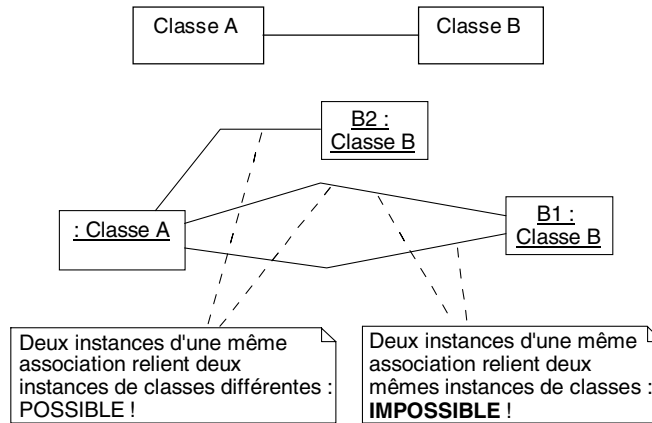 Classe A
Classe B
B2 :
Classe B
: Classe A
B1 :
Classe B
Deux instances d'une même
association relient deux
instances de classes différentes :
POSSIBLE !
Deux instances d'une même
association relient deux
mêmes instances de classes :
IMPOSSIBLE !